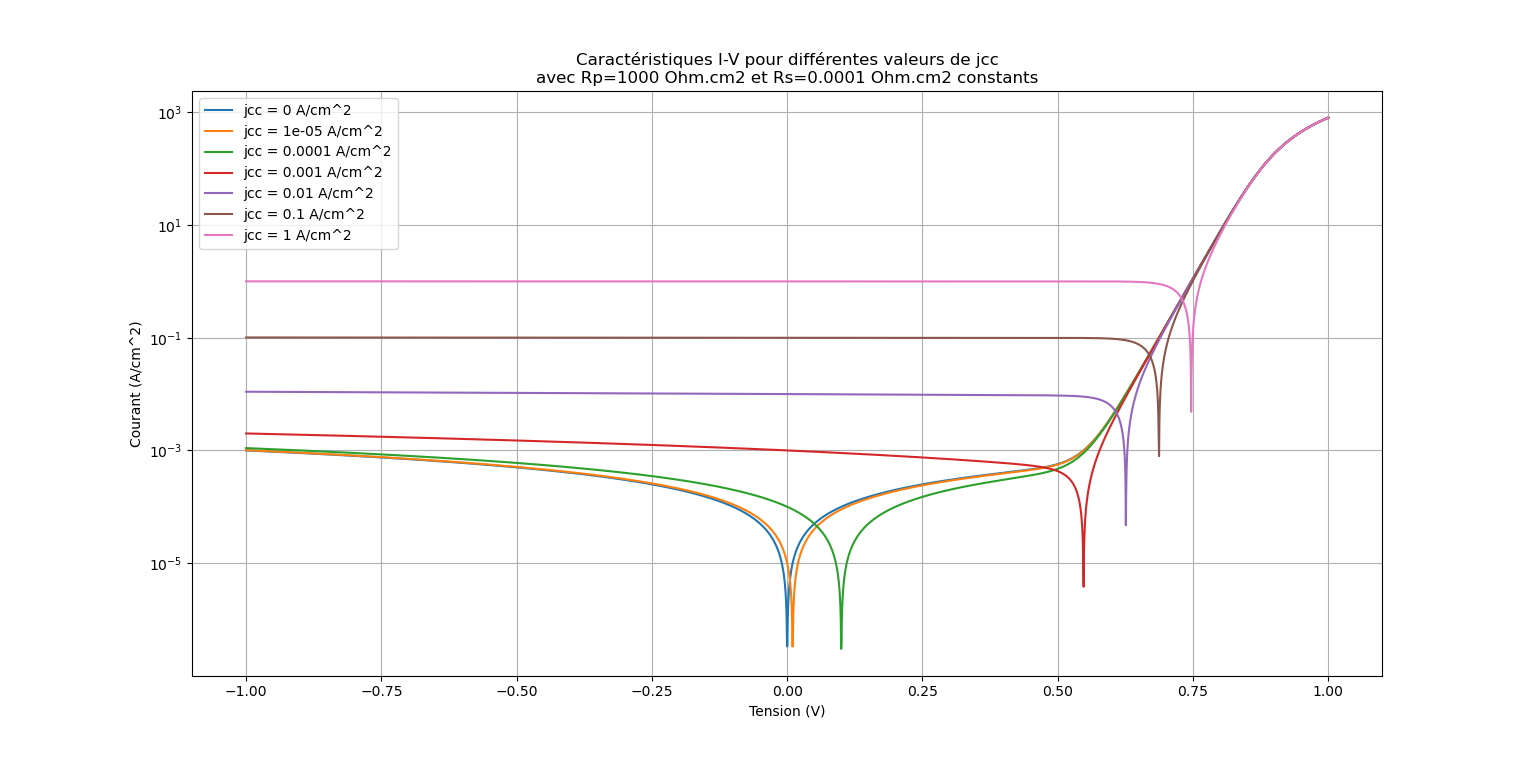 Caractéristiques I-V pour différentes valeurs de jcc
avec Rp=1000 Ohm.cm2 et Rs=0.0001 Ohm.cm2 constants
jcc = 0 A/cm^2
jcc = 1e-05 A/cm^2
jcc = 0.0001 A/cm^2
jcc = 0.001 A/cm^2
jcc = 0.01 A/cm^2
jcc = 0.1 A/cm^2
jcc = 1 A/cm^2
10³
10¹
10⁻¹
10⁻³
10⁻⁵
Courant (A/cm^2)
−1.00 −0.75 −0.50 −0.25 0.00 0.25 0.50 0.75 1.00
Tension (V)